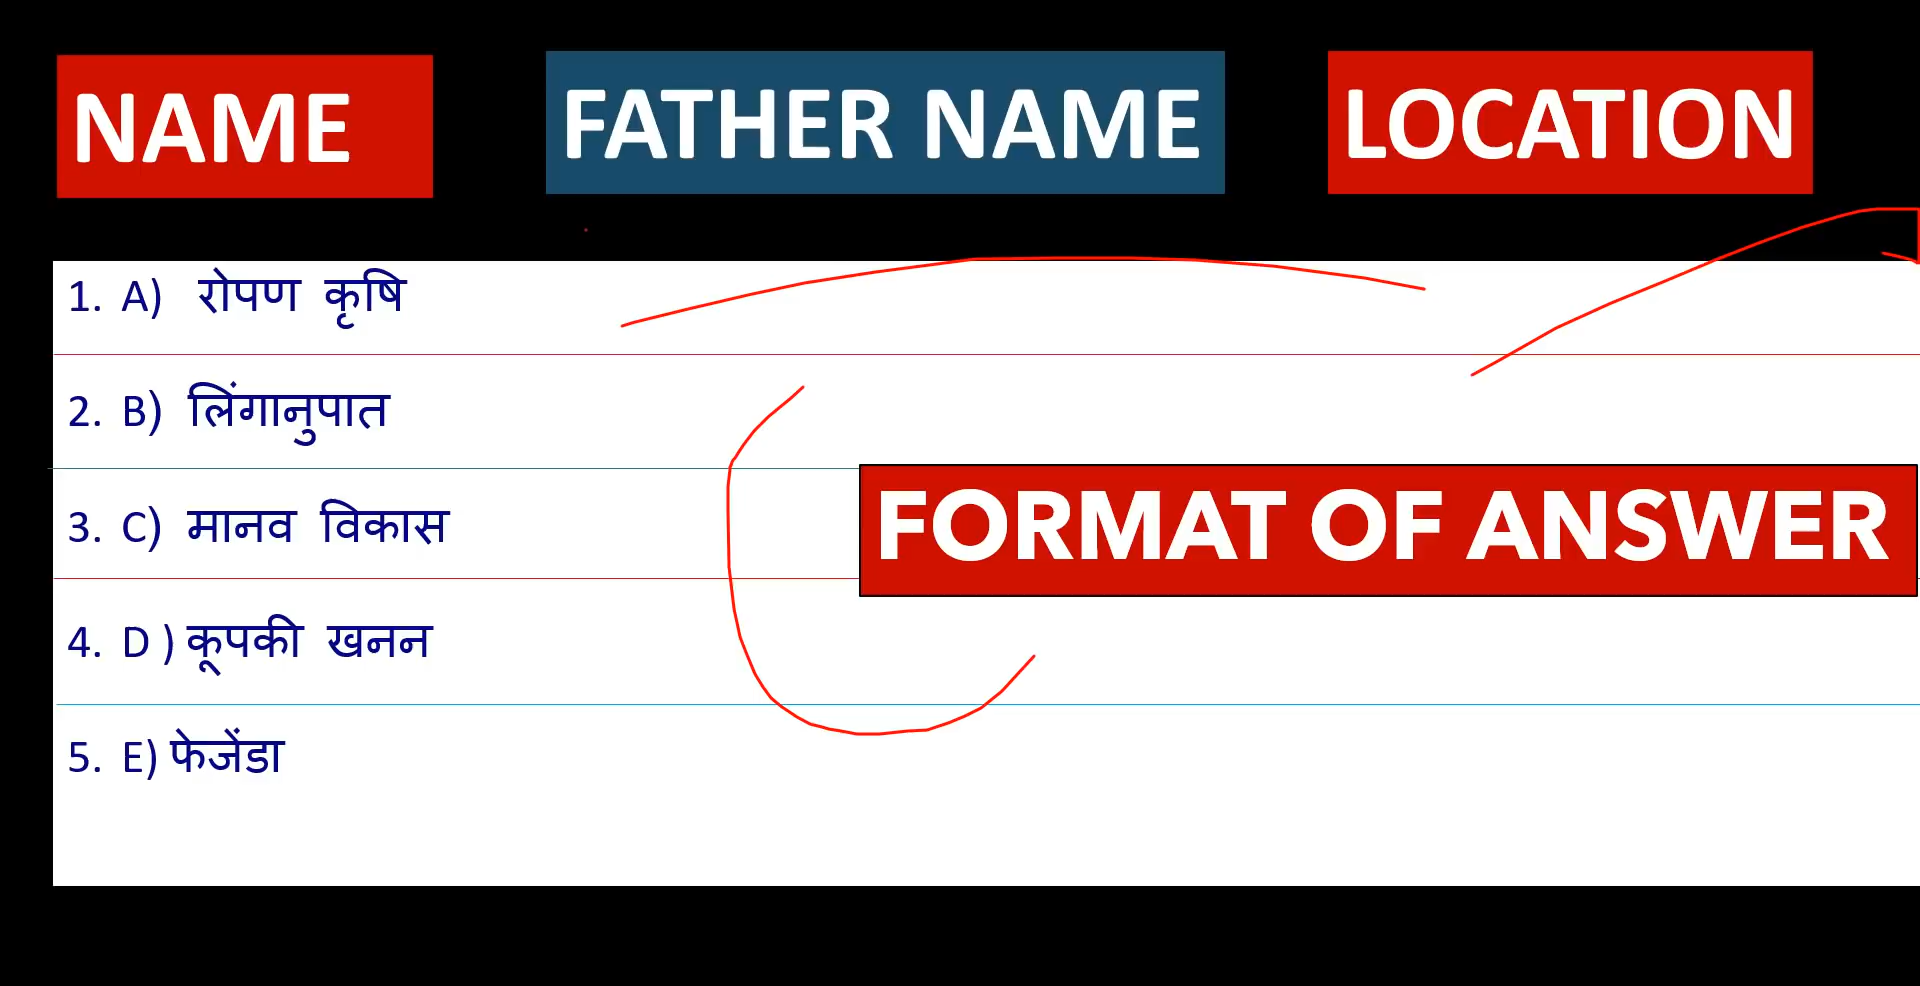 NAME FATHER NAME LOCATION
1. A) रोपण कृषि
2. B) लिंगानुपात
3. C) मानव विकास
FORMAT OF ANSWER
4. D ) कूपकी खनन
5. E) फेजेंडा